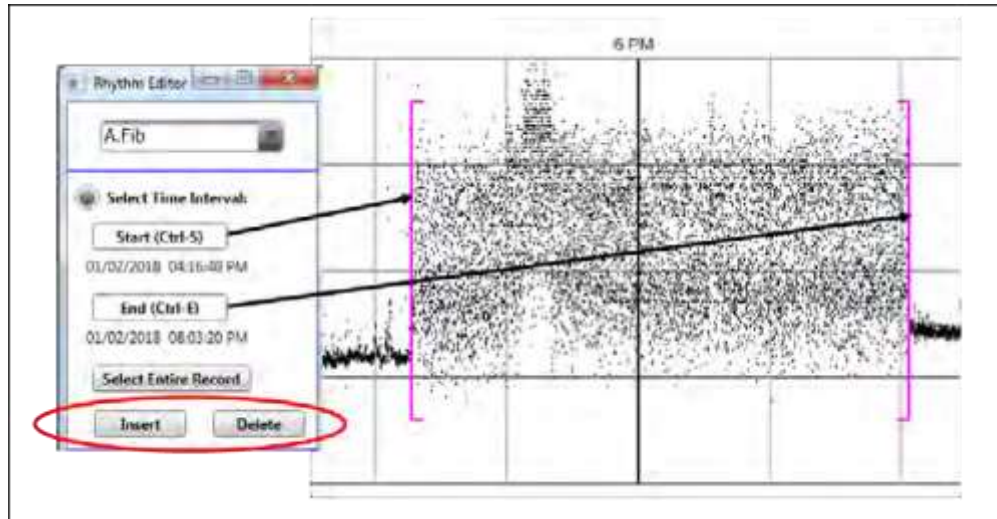 6 PM
Rhythm Editor
A.Fib
Select Time Interval:
Start (Ctrl-S)
01/02/2018 04:16:48 PM
End (Ctrl-E)
01/02/2018 08:03:20 PM
Select Entire Record
Insert Delete